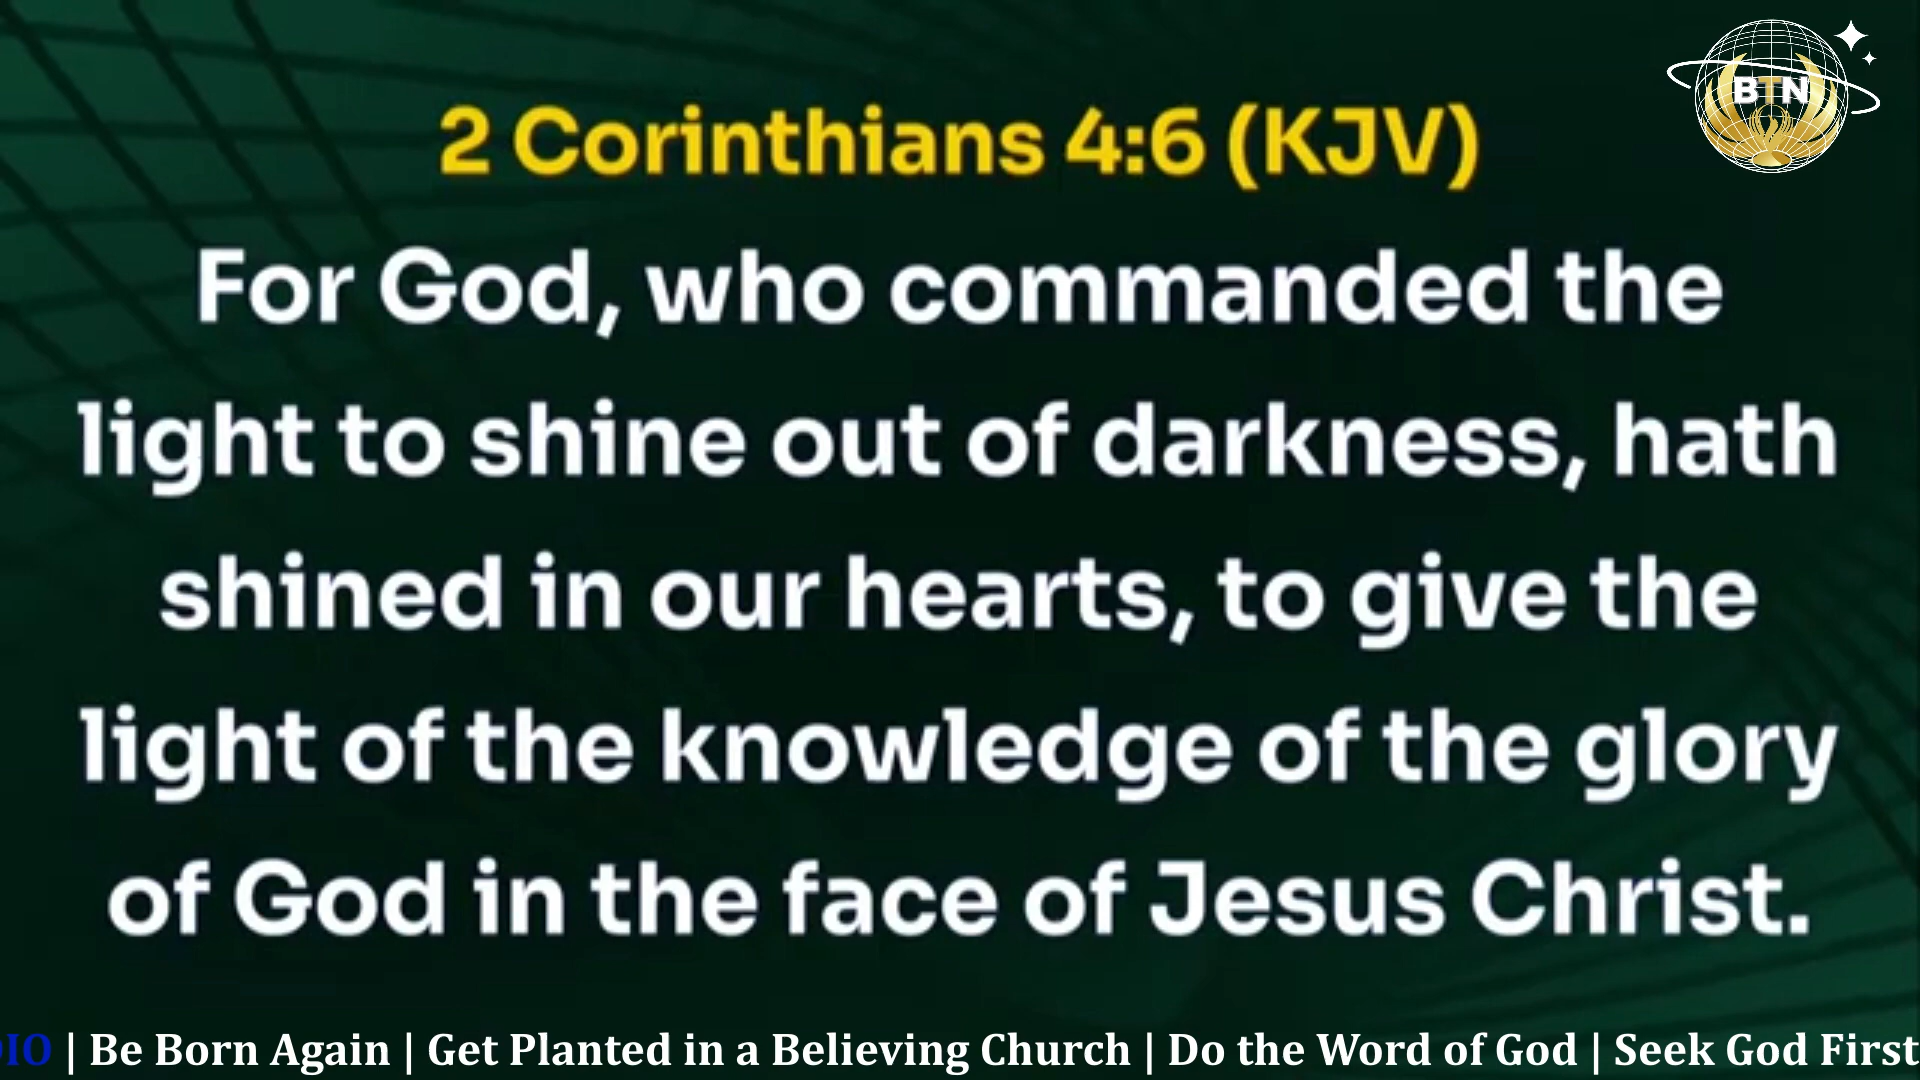 BTN
2 Corinthians 4:6 (KJV)
For God, who commanded the
light to shine out of darkness, hath
shined in our hearts, to give the
light of the knowledge of the glory
of God in the face of Jesus Christ.
| Be Born Again | Get Planted in a Believing Church | Do the Word of God | Seek God First